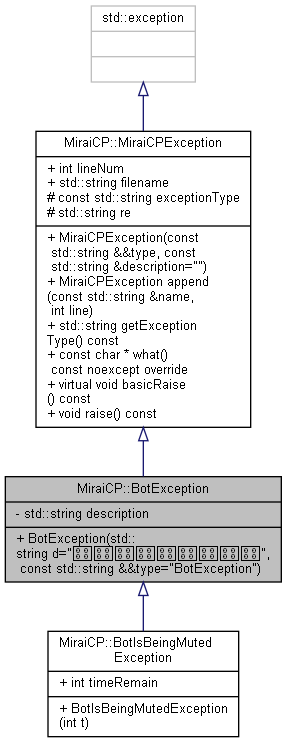 std::exception
MiraiCP::MiraiCPException
+ int lineNum
+ std::string filename
# const std::string exceptionType
# std::string re
+ MiraiCPException(const
std::string &&type, const
std::string &description="")
+ MiraiCPException append
(const std::string &name,
int line)
+ std::string getException
Type() const
+ const char * what()
const noexcept override
+ virtual void basicRaise
() const
+ void raise() const
MiraiCP::BotException
- std::string description
+ BotException(std::
string d="",
const std::string &&type="BotException")
MiraiCP::BotIsBeingMuted
Exception
+ int timeRemain
+ BotIsBeingMutedException
(int t)